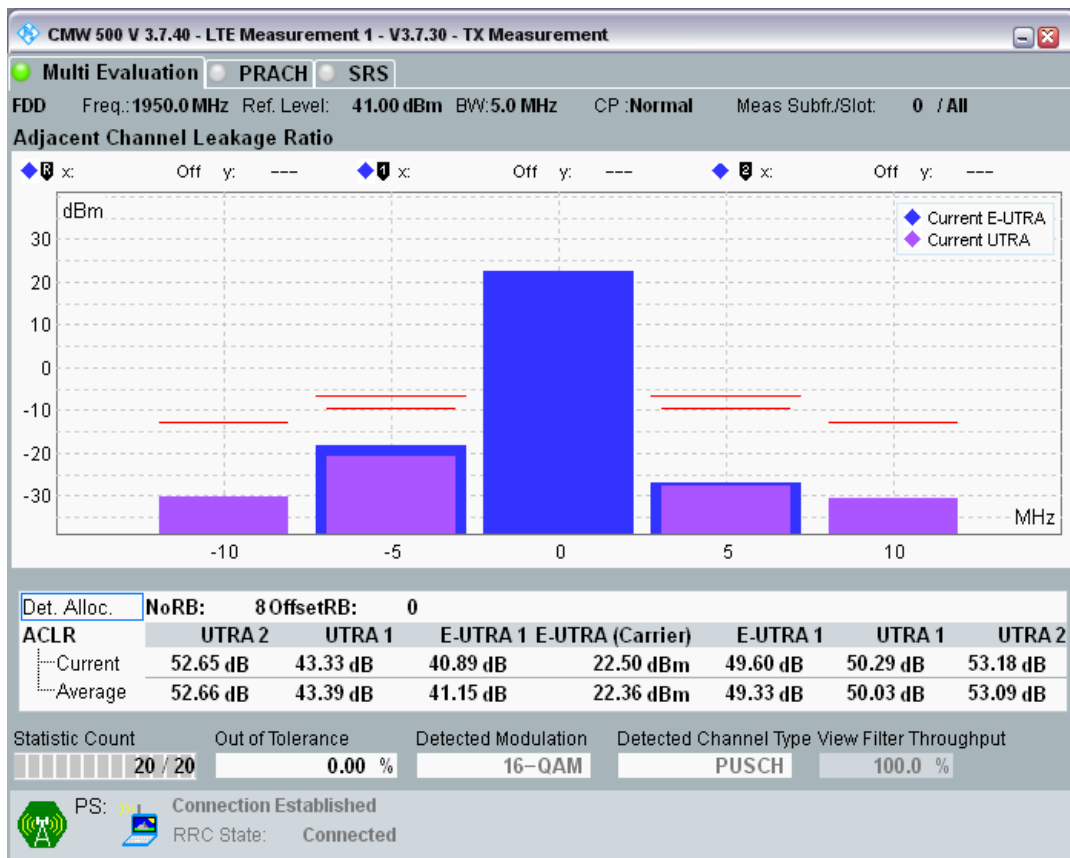 CMW 500 V 3.7.40 - LTE Measurement 1 - V3.7.30 - TX Measurement
Multi Evaluation PRACH SRS
FDD Freq.: 1950.0 MHz Ref. Level: 41.00 dBm BW: 5.0 MHz CP : Normal Meas Subfr./Slot: 0 / All
Adjacent Channel Leakage Ratio
R x: Off y: --- 1 x: Off y: --- 2 x: Off y: ---
dBm
Current E-UTRA
Current UTRA
30
20
10
0
-10
-20
-30
MHz
-10 -5 0 5 10
Det. Alloc. NoRB: 8 OffsetRB: 0
ACLR UTRA 2 UTRA 1 E-UTRA 1 E-UTRA (Carrier) E-UTRA 1 UTRA 1 UTRA 2
Current 52.65 dB 43.33 dB 40.89 dB 22.50 dBm 49.60 dB 50.29 dB 53.18 dB
Average 52.66 dB 43.39 dB 41.15 dB 22.36 dBm 49.33 dB 50.03 dB 53.09 dB
Statistic Count Out of Tolerance Detected Modulation Detected Channel Type View Filter Throughput
20 / 20 0.00 % 16-QAM PUSCH 100.0 %
PS: Connection Established
RRC State: Connected